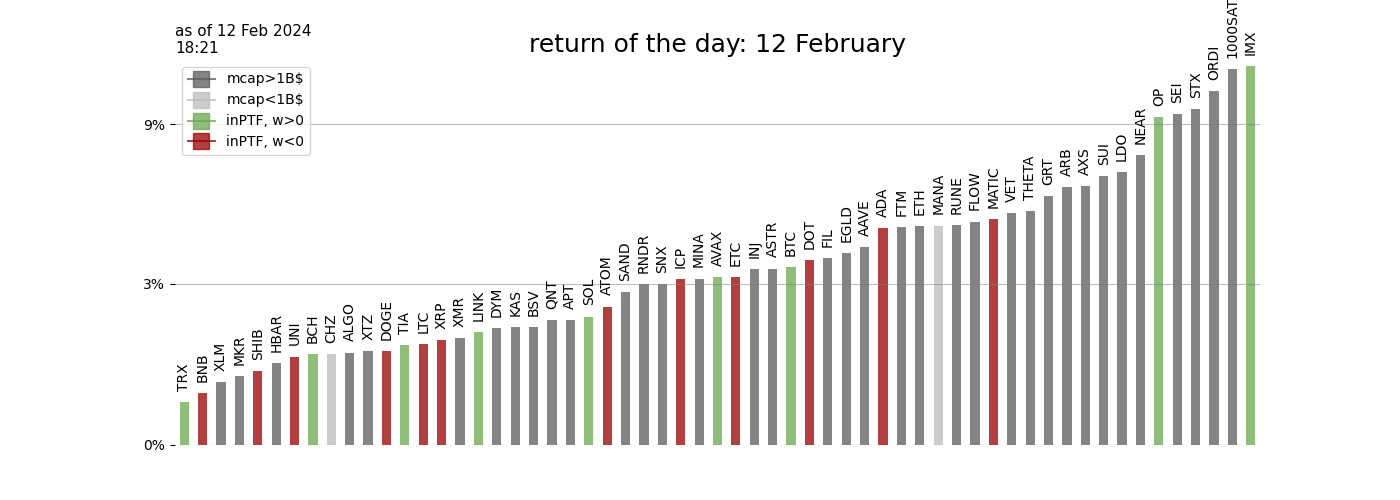 as of 12 Feb 2024
18:21
return of the day: 12 February
mcap>1B$
mcap<1B$
inPTF, w>0
inPTF, w<0
9%
3%
0%
TRX
BNB
XLM
MKR
SHIB
HBAR
UNI
BCH
CHZ
ALGO
XTZ
DOGE
TIA
LTC
XRP
XMR
LINK
DYM
KAS
BSV
QNT
APT
SOL
ATOM
SAND
RNDR
SNX
ICP
MINA
AVAX
ETC
INJ
ASTR
BTC
DOT
FIL
EGLD
AAVE
ADA
FTM
ETH
MANA
RUNE
FLOW
MATIC
VET
THETA
GRT
ARB
AXS
SUI
LDO
NEAR
OP
SEI
STX
ORDI
1000SAT
IMX